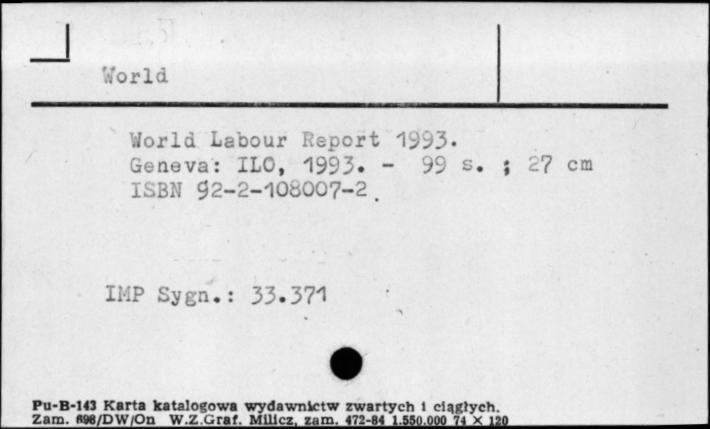 World
World Labour Report 1993.
Geneva: ILO, 1993. - 99 s. ; 27 cm
ISBN 92-2-108007-2.
IMP Sygn.: 33.371
Pu-B-143 Karta katalogowa wydawnictw zwartych i ciągłych.
Zam. 698/DW/On W.Z.Graf. Milicz, zam. 472-84 1.550.000 74 X 120